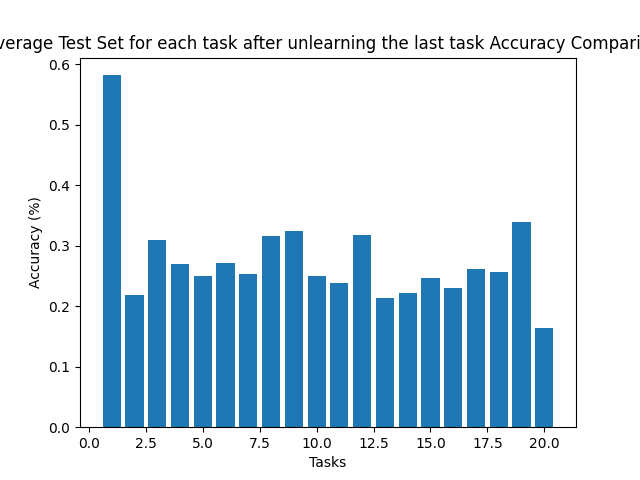 verage Test Set for each task after unlearning the last task Accuracy Compari
0.6
0.5
0.4
0.3
0.2
0.1
0.0
Accuracy (%)
0.0 2.5 5.0 7.5 10.0 12.5 15.0 17.5 20.0
Tasks